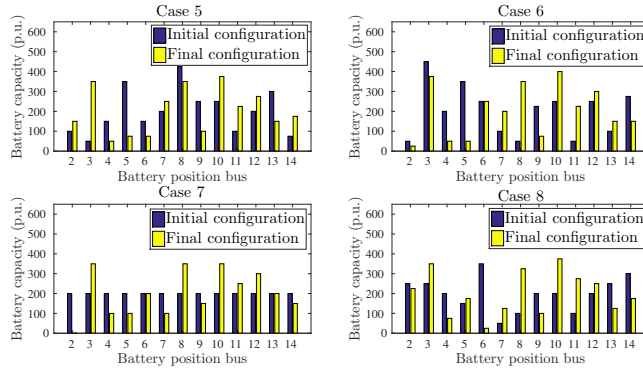 Case 5
Battery capacity (p.u.)
600
500
400
300
200
100
0
Initial configuration
Final configuration
2 3 4 5 6 7 8 9 10 11 12 13 14
Battery position bus
Case 6
Battery capacity (p.u.)
600
500
400
300
200
100
0
Initial configuration
Final configuration
2 3 4 5 6 7 8 9 10 11 12 13 14
Battery position bus
Case 7
Battery capacity (p.u.)
600
500
400
300
200
100
0
Initial configuration
Final configuration
2 3 4 5 6 7 8 9 10 11 12 13 14
Battery position bus
Case 8
Battery capacity (p.u.)
600
500
400
300
200
100
0
Initial configuration
Final configuration
2 3 4 5 6 7 8 9 10 11 12 13 14
Battery position bus